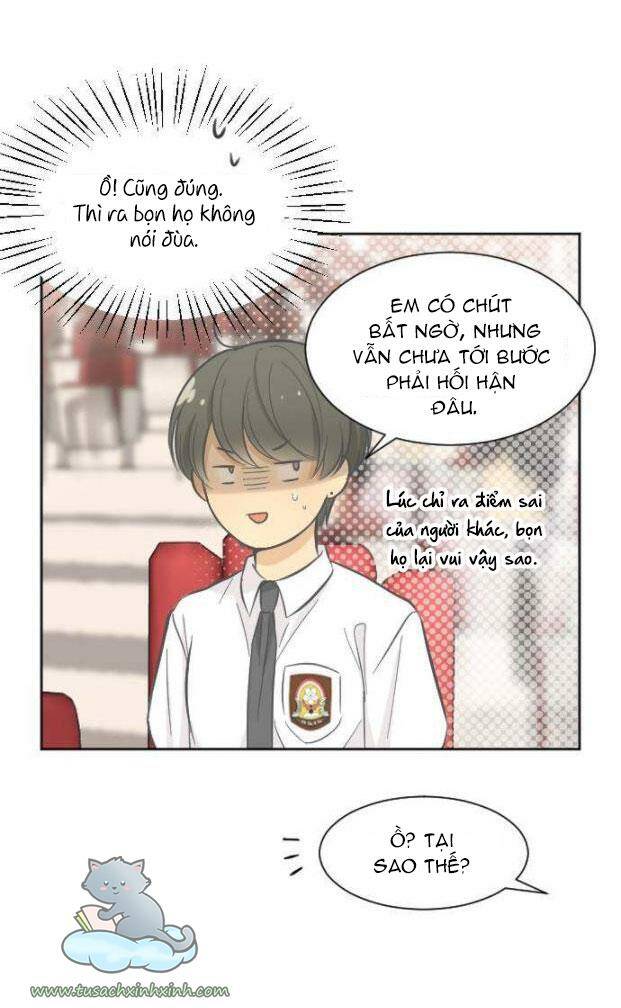 Ồ! Cũng đúng.
Thì ra bọn họ không
nói đùa.
EM CÓ CHÚT
BẤT NGỜ, NHƯNG
VẪN CHƯA TỚI BƯỚC
PHẢI HỐI HẬN
ĐÂU.
Lúc chỉ ra điểm sai
của người khác, bọn
họ lại vui vậy sao.
Ồ? TẠI
SAO THẾ?
www.tusachxinhxinh.com